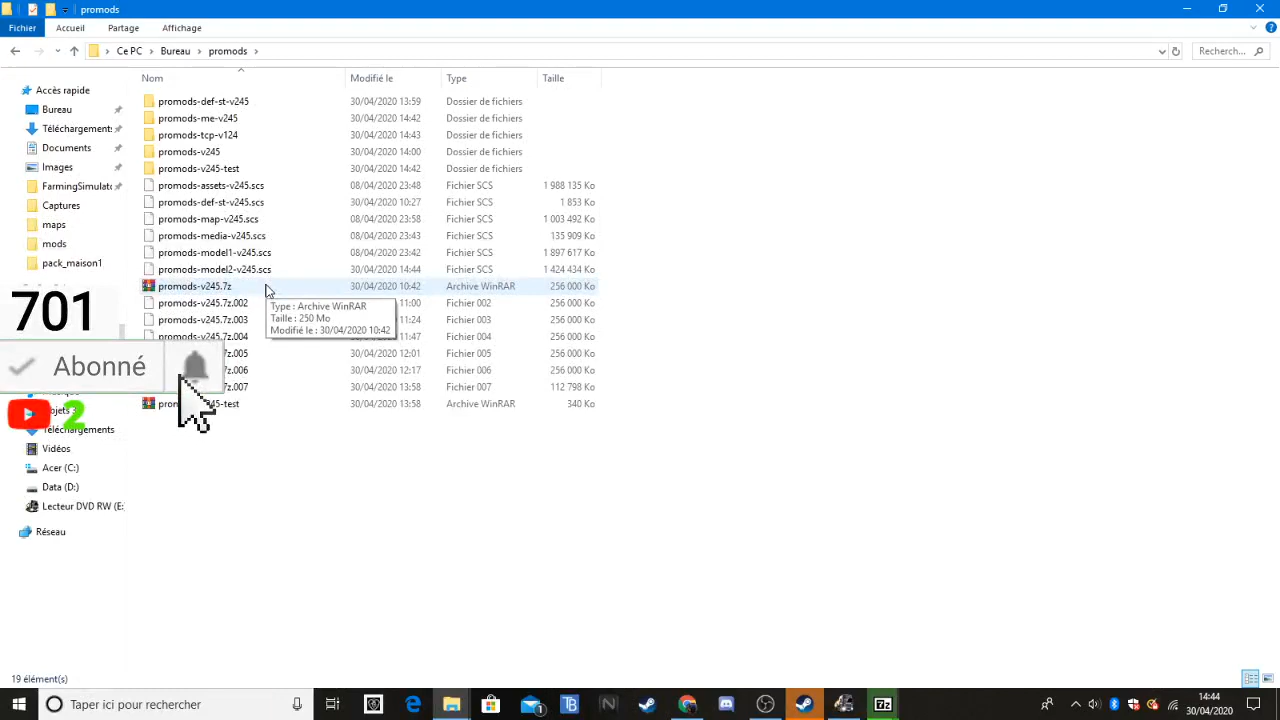 promods
Fichier Accueil Partage Affichage
Ce PC Bureau promods Recherch...
Nom Modifié le Type Taille
Accès rapide
Bureau
Téléchargement:
Documents
Images
FarmingSimulato
Captures
maps
mods
pack_maison1
promods-def-st-v245 30/04/2020 13:59 Dossier de fichiers
promods-me-v245 30/04/2020 14:42 Dossier de fichiers
promods-tcp-v124 30/04/2020 14:43 Dossier de fichiers
promods-v245 30/04/2020 14:00 Dossier de fichiers
promods-v245-test 30/04/2020 14:42 Dossier de fichiers
promods-assets-v245.scs 08/04/2020 23:48 Fichier SCS 1 988 135 Ko
promods-def-st-v245.scs 30/04/2020 10:27 Fichier SCS 1 853 Ko
promods-map-v245.scs 08/04/2020 23:58 Fichier SCS 1 003 492 Ko
promods-media-v245.scs 08/04/2020 23:43 Fichier SCS 135 909 Ko
promods-model1-v245.scs 08/04/2020 23:42 Fichier SCS 1 897 617 Ko
promods-model2-v245.scs 30/04/2020 14:44 Fichier SCS 1 424 434 Ko
promods-v245.7z 30/04/2020 10:42 Archive WinRAR 256 000 Ko
promods-v245.7z.002 11:00 Fichier 002 256 000 Ko
promods-v245.7z.003 11:24 Fichier 003 256 000 Ko
promods-v245.7z.004 11:47 Fichier 004 256 000 Ko
7z.005 30/04/2020 12:01 Fichier 005 256 000 Ko
7z.006 30/04/2020 12:17 Fichier 006 256 000 Ko
7z.007 30/04/2020 13:58 Fichier 007 112 798 Ko
45-test 30/04/2020 13:58 Archive WinRAR 340 Ko
Type : Archive WinRAR
Taille : 250 Mo
Modifié le : 30/04/2020 10:42
701
Abonné
2
Téléchargements
Vidéos
Acer (C:)
Data (D:)
Lecteur DVD RW (E:
Réseau
19 élément(s)
Taper ici pour rechercher
7z
14:44
30/04/2020